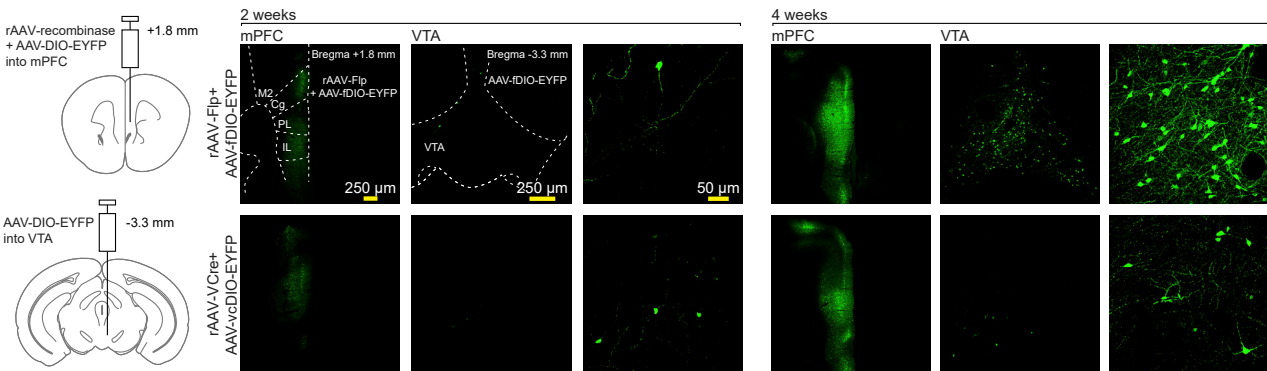 rAAV-recombinase
+ AAV-DIO-EYFP
into mPFC
+1.8 mm
AAV-DIO-EYFP
into VTA
-3.3 mm
2 weeks
mPFC
VTA
4 weeks
mPFC
VTA
rAAV-Flp+
AAV-fDIO-EYFP
Bregma +1.8 mm
rAAV-Flp
+ AAV-fDIO-EYFP
M2
Cg
PL
IL
250 µm
Bregma -3.3 mm
AAV-fDIO-EYFP
VTA
250 µm
50 µm
rAAV-VCre+
AAV-vcDIO-EYFP